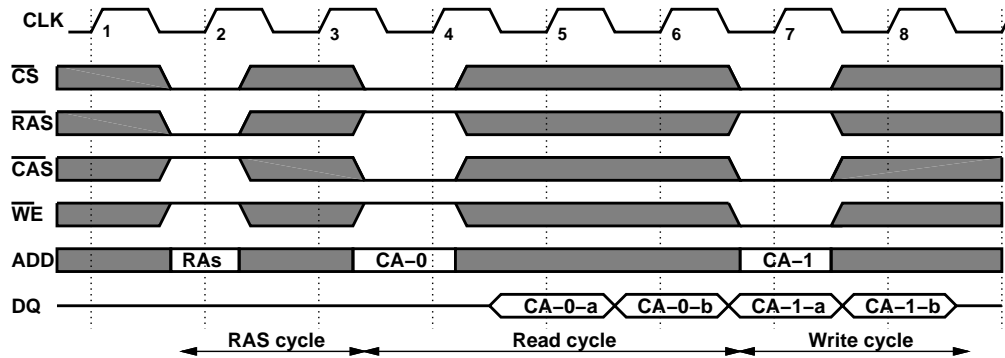 CLK 1 2 3 4 5 6 7 8
CS
RAS
CAS
WE
ADD RAs CA−0 CA−1
DQ CA−0−a CA−0−b CA−1−a CA−1−b
RAS cycle Read cycle Write cycle